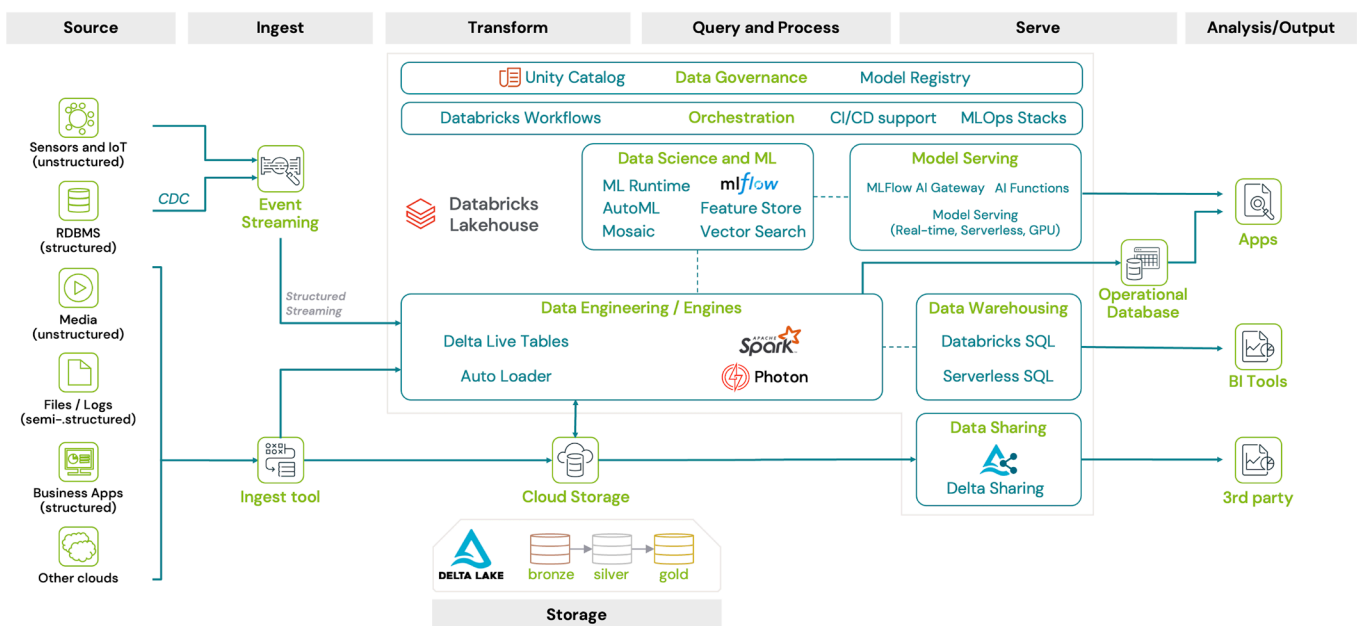 Source
Ingest
Transform
Query and Process
Serve
Analysis/Output
Unity Catalog
Data Governance
Model Registry
Databricks Workflows
Orchestration
CI/CD support
MLOps Stacks
Sensors and IoT
(unstructured)
CDC
RDBMS
(structured)
Media
(unstructured)
Files / Logs
(semi-.structured)
Business Apps
(structured)
Other clouds
Event
Streaming
Structured
Streaming
Ingest tool
Databricks
Lakehouse
Data Science and ML
ML Runtime
mlflow
AutoML
Feature Store
Mosaic
Vector Search
Model Serving
MLFlow AI Gateway
AI Functions
Model Serving
(Real-time, Serverless, GPU)
Data Engineering / Engines
Delta Live Tables
APACHE
Spark
Auto Loader
Photon
Data Warehousing
Databricks SQL
Serverless SQL
Operational
Database
Cloud Storage
Data Sharing
Delta Sharing
Apps
BI Tools
3rd party
DELTA LAKE
bronze
silver
gold
Storage